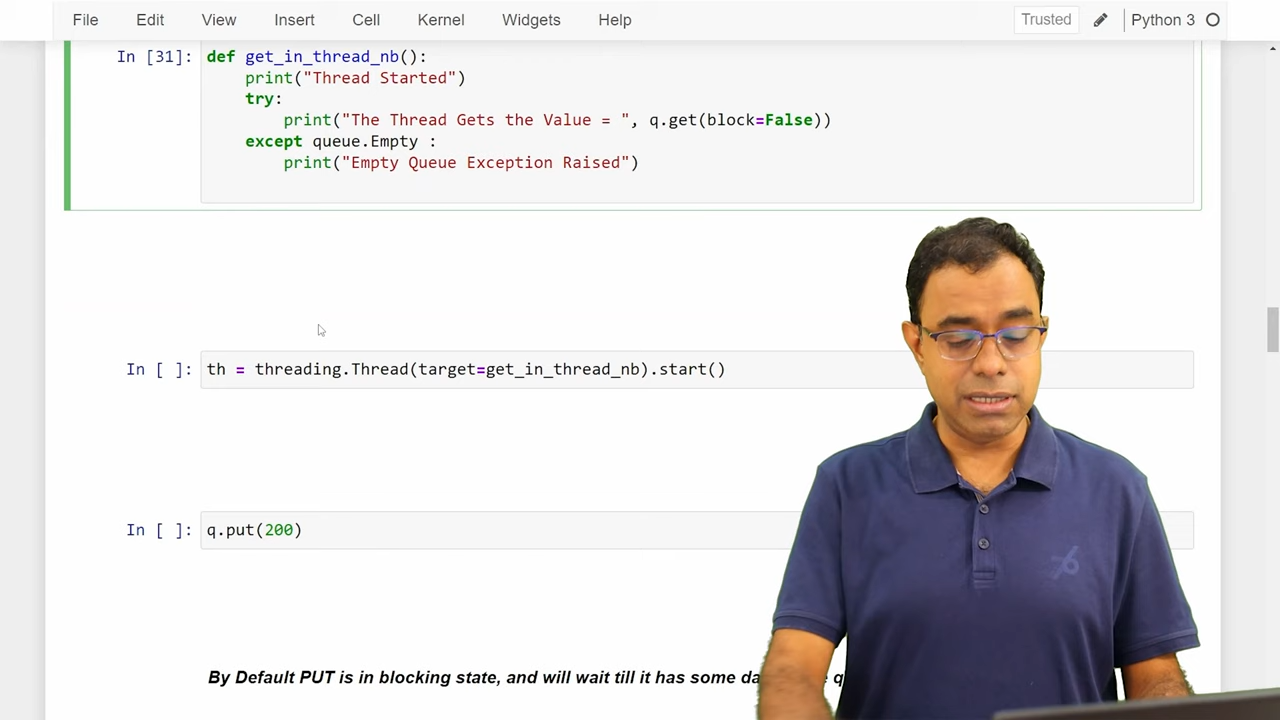 File Edit View Insert Cell Kernel Widgets Help Trusted Python 3
In [31]: def get_in_thread_nb():
print("Thread Started")
try:
print("The Thread Gets the Value = ", q.get(block=False))
except queue.Empty :
print("Empty Queue Exception Raised")
In [ ]: th = threading.Thread(target=get_in_thread_nb).start()
In [ ]: q.put(200)
By Default PUT is in blocking state, and will wait till it has some